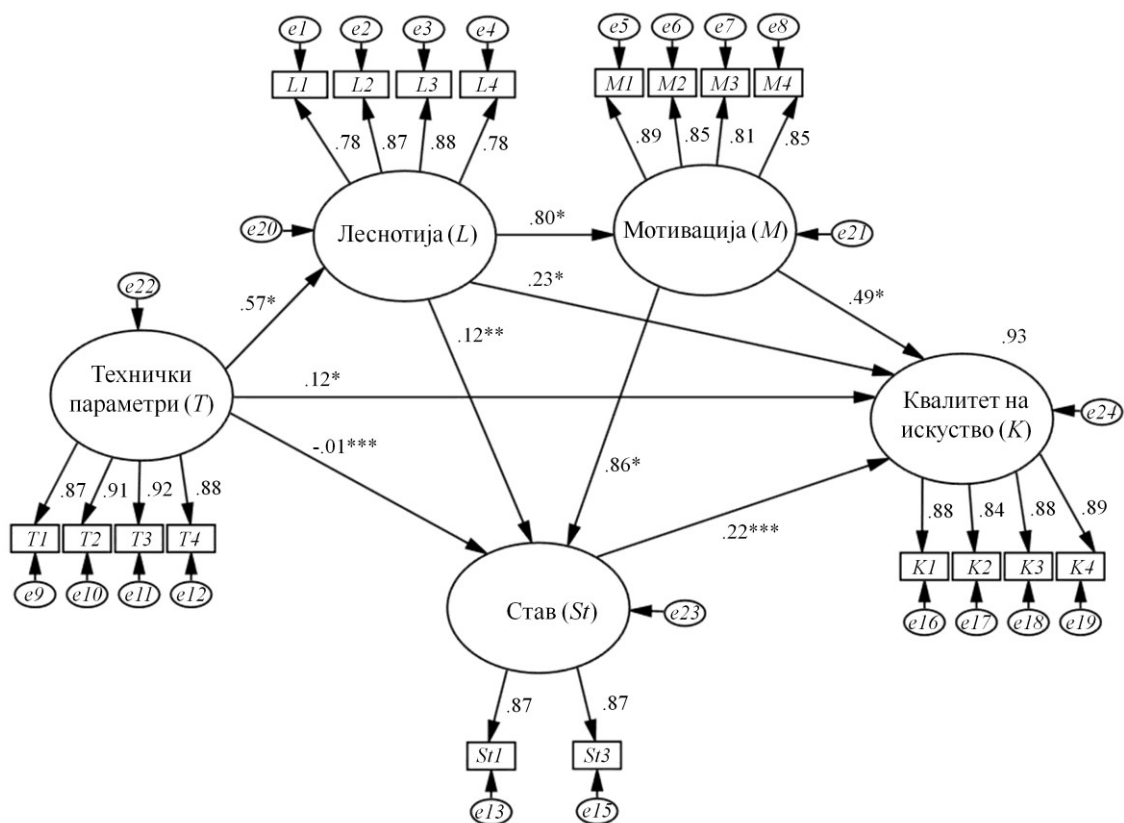 e1 e2 e3 e4
e5 e6 e7 e8
L1 L2 L3 L4
M1 M2 M3 M4
.78 .87 .88 .78
.89 .85 .81 .85
e20
Леснотија (L)
.80*
Мотивација (M)
e21
e22
.57*
.23*
.49*
.12**
.93
Технички
параметри (T)
.12*
Квалитет на
искуство (K)
e24
-.01***
.86*
.87 .91 .92 .88
.88 .84 .88 .89
.22***
T1 T2 T3 T4
K1 K2 K3 K4
e9 e10 e11 e12
Став (St)
e23
e16 e17 e18 e19
.87 .87
St1 St3
e13 e15